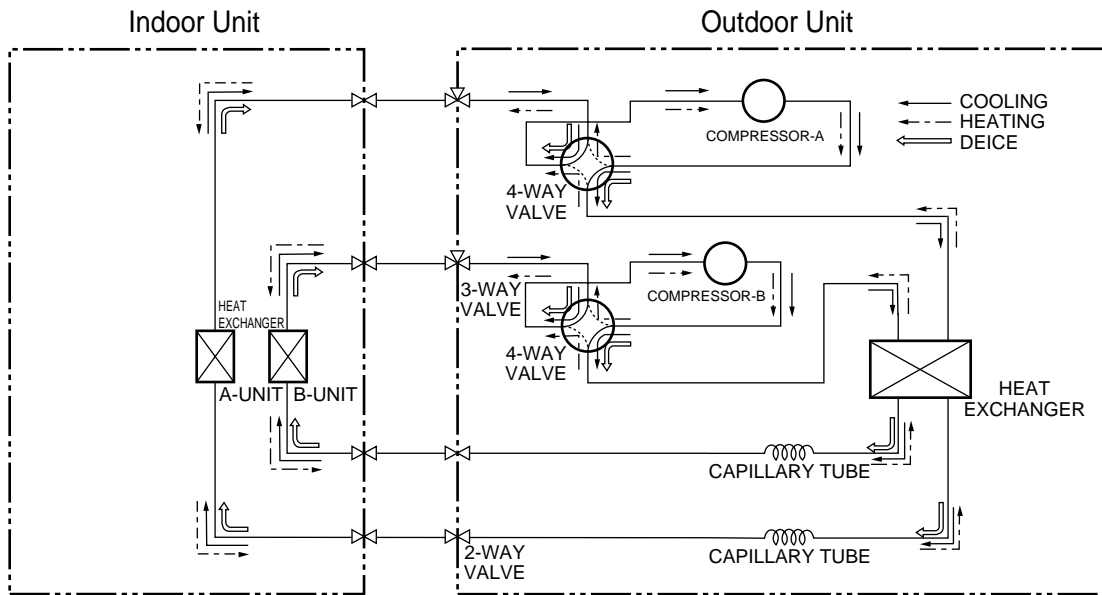 Indoor Unit
Outdoor Unit
COMPRESSOR-A
COOLING
HEATING
DEICE
4-WAY
VALVE
3-WAY
VALVE
COMPRESSOR-B
HEAT
EXCHANGER
4-WAY
VALVE
A-UNIT
B-UNIT
HEAT
EXCHANGER
CAPILLARY TUBE
2-WAY
VALVE
CAPILLARY TUBE